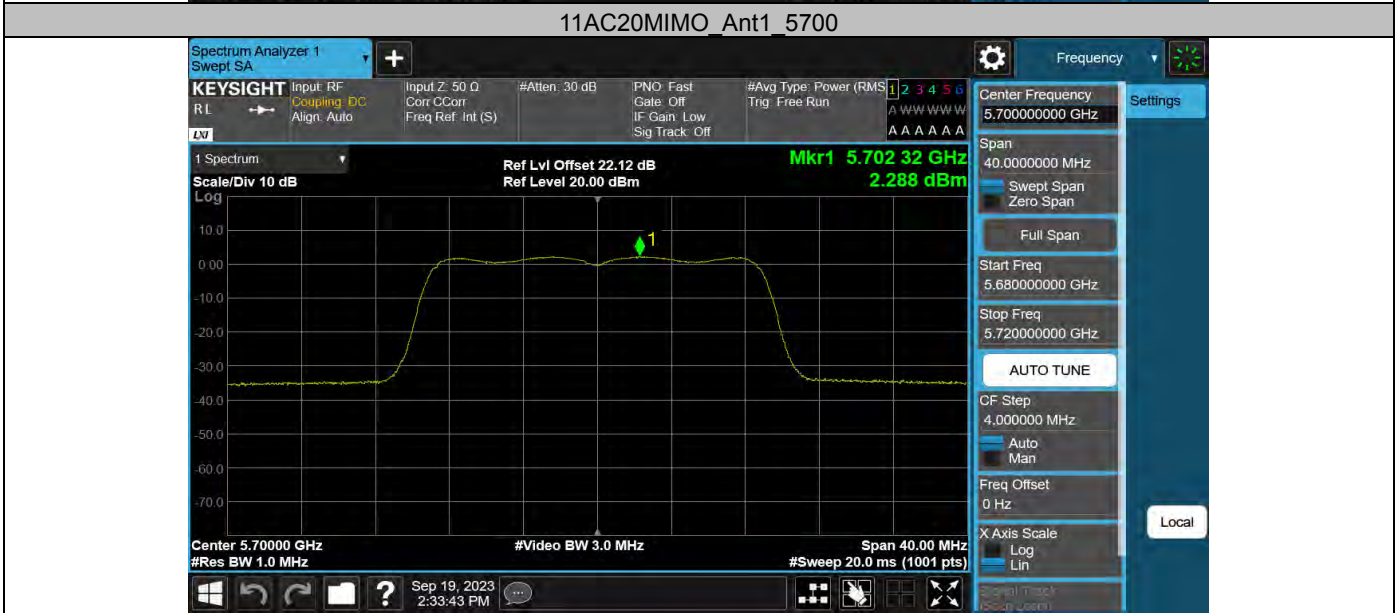 11AC20MIMO_Ant1_5700
Spectrum Analyzer 1
Swept SA
+
Frequency
KEYSIGHT
RL
LXI
Input: RF
Coupling: DC
Align: Auto
Input Z: 50 Ω
Corr CCorr
Freq Ref: Int (S)
#Atten: 30 dB
PNO: Fast
Gate: Off
IF Gain: Low
Sig Track: Off
#Avg Type: Power (RMS
Trig: Free Run
1 2 3 4 5 6
A W W W W W
A A A A A A
1 Spectrum
Scale/Div 10 dB
Log
Ref Lvl Offset 22.12 dB
Ref Level 20.00 dBm
Mkr1 5.702 32 GHz
2.288 dBm
10.0
0.00
-10.0
-20.0
-30.0
-40.0
-50.0
-60.0
-70.0
1
Center 5.70000 GHz
#Res BW 1.0 MHz
#Video BW 3.0 MHz
Span 40.00 MHz
#Sweep 20.0 ms (1001 pts)
Center Frequency
5.700000000 GHz
Settings
Span
40.0000000 MHz
Swept Span
Zero Span
Full Span
Start Freq
5.680000000 GHz
Stop Freq
5.720000000 GHz
AUTO TUNE
CF Step
4.000000 MHz
Auto
Man
Freq Offset
0 Hz
X Axis Scale
Log
Lin
Local
?
Sep 19, 2023
2:33:43 PM